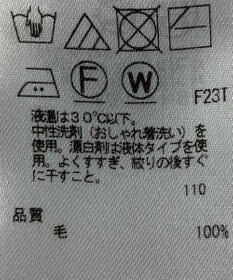 F W
F23T
液温は30℃以下。
中性洗剤(おしゃれ着洗い)を
使用。漂白剤は液体タイプを使
用。よくすすぎ、絞りの後すぐ
に干すこと。
110
品質
毛 100%